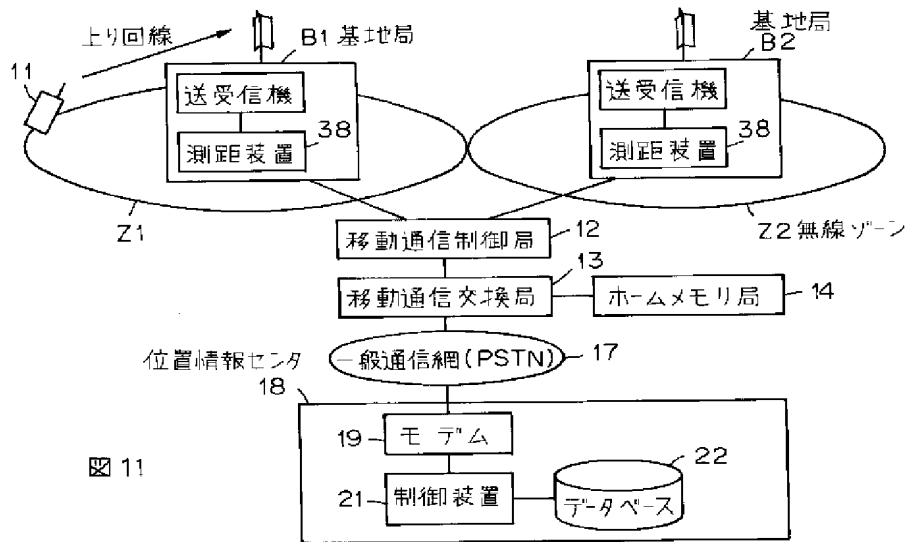 上り回線
B1 基地局
基地局
B2
11
送受信機
送受信機
38
38
測距装置
測距装置
Z1
Z2 無線ゾーン
移動通信制御局
12
13
移動通信交換局
ホームメモリ局
14
位置情報センタ
一般通信網(PSTN)
17
18
19
モデム
22
図11
21
制御装置
データベース